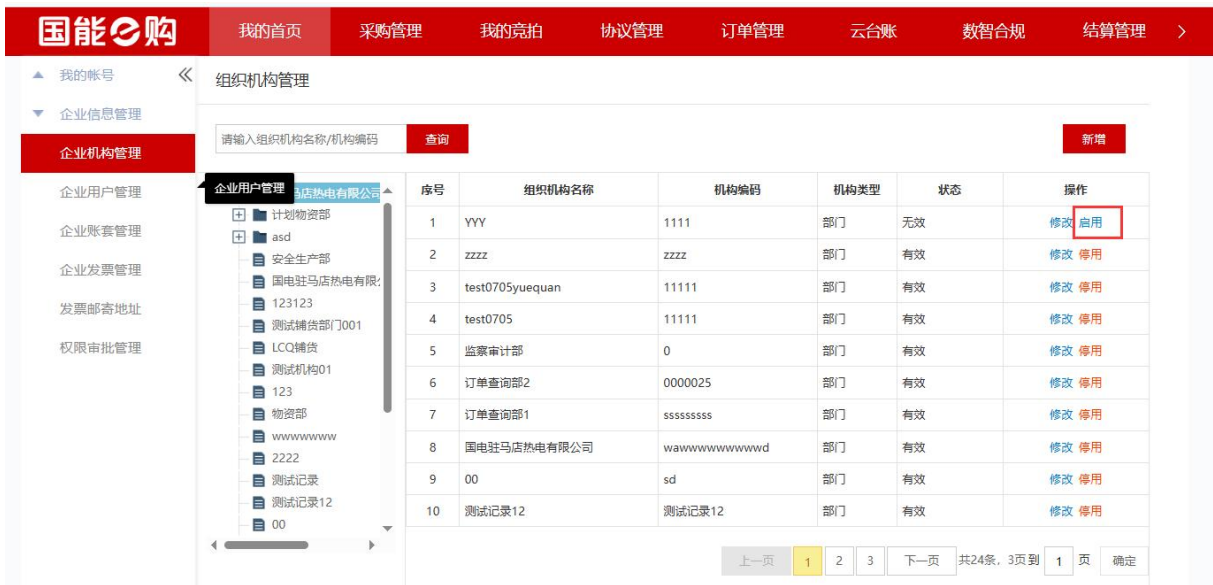 国能e购 我的首页 采购管理 我的竞拍 协议管理 订单管理 云台账 数智合规 结算管理
我的帐号
企业信息管理
企业机构管理
企业用户管理
企业账套管理
企业发票管理
发票邮寄地址
权限审批管理
组织机构管理
请输入组织机构名称/机构编码 查询 新增
企业用户管理
马店热电有限公司
计划物资部
asd
安全生产部
国电驻马店热电有限
123123
测试铺货部门001
LCQ铺货
测试机构01
123
物资部
wwwwwww
2222
测试记录
测试记录12
00
序号 组织机构名称 机构编码 机构类型 状态 操作
1 YYY 1111 部门 无效 修改 启用
2 zzzz zzzz 部门 有效 修改 停用
3 test0705yuequan 11111 部门 有效 修改 停用
4 test0705 11111 部门 有效 修改 停用
5 监察审计部 0 部门 有效 修改 停用
6 订单查询部2 0000025 部门 有效 修改 停用
7 订单查询部1 sssssssss 部门 有效 修改 停用
8 国电驻马店热电有限公司 wawwwwwwwwwd 部门 有效 修改 停用
9 00 sd 部门 有效 修改 停用
10 测试记录12 测试记录12 部门 有效 修改 停用
上一页 1 2 3 下一页 共24条, 3页到 1 页 确定